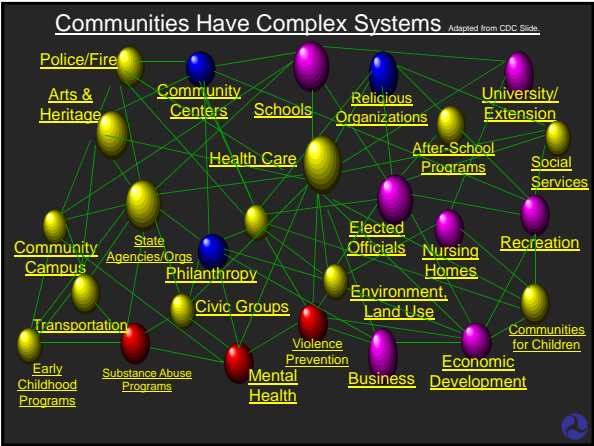 Communities Have Complex Systems Adapted from CDC Slide.
Police/Fire
Arts &
Heritage
Community
Centers
Schools
Relicious
Organizations
University/
Extension
Health Care
After-School
Programs
Social
Services
Community
Campus
State
Agencies/Orgs
Philanthropy
Elected
Officials
Nursing
Homes
Recreation
Transportation
Civic Groups
Environment,
Land Use
Communities
for Children
Early
Childhood
Programs
Substance Abuse
Programs
Mental
Health
Violence
Prevention
Business
Economic
Development